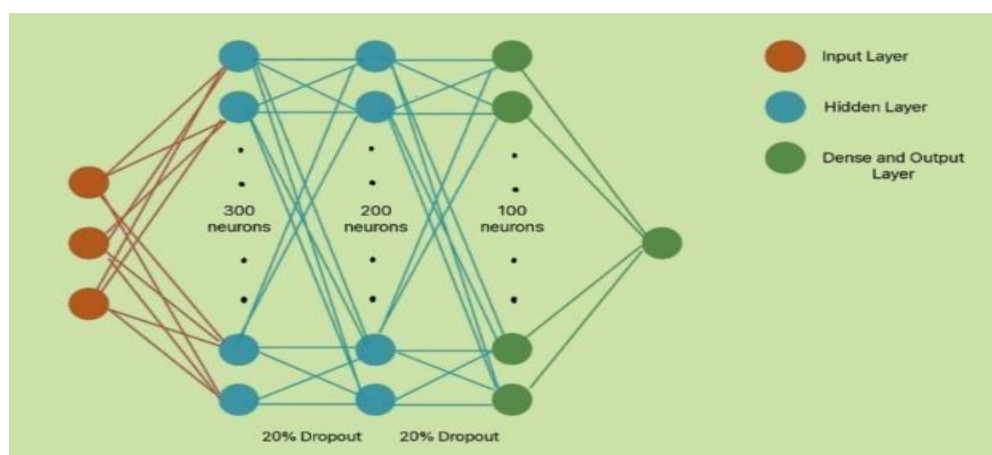 Input Layer
Hidden Layer
Dense and Output
Layer
300
neurons
200
neurons
100
neurons
20% Dropout
20% Dropout